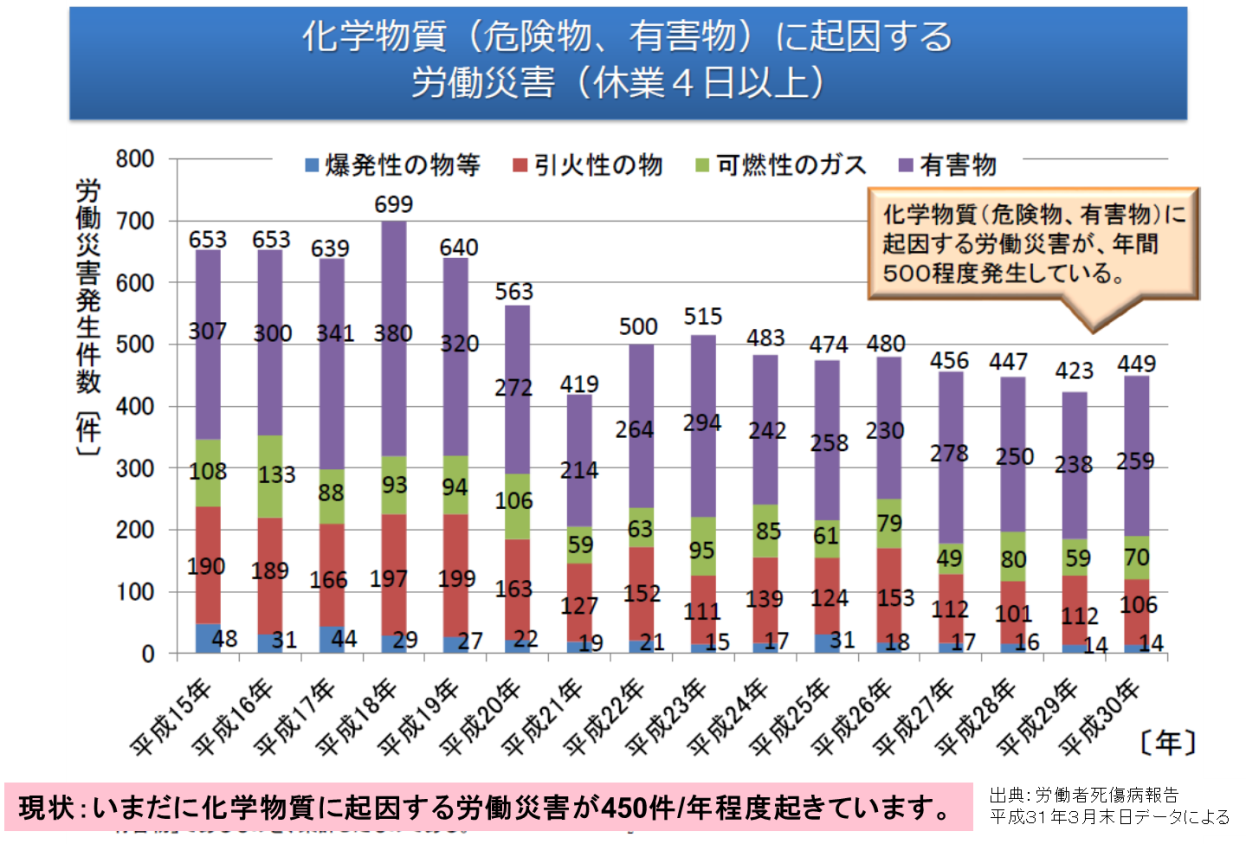 化学物質（危険物、有害物）に起因する
労働災害（休業４日以上）
労働災害発生件数〔件〕
800
700
600
500
400
300
200
100
0
爆発性の物等 引火性の物 可燃性のガス 有害物
化学物質（危険物、有害物）に
起因する労働災害が、年間
５００程度発生している。
653 653 639 699 640 563 419 500 515 483 474 480 456 447 423 449
307 300 341 380 320 272 214 264 294 242 258 230 278 250 238 259
108 133 88 93 94 106 59 63 95 85 61 79 49 80 59 70
190 189 166 197 199 163 127 152 111 139 124 153 112 101 112 106
48 31 44 29 27 22 19 21 15 17 31 18 17 16 14 14
平成15年 平成16年 平成17年 平成18年 平成19年 平成20年 平成21年 平成22年 平成23年 平成24年 平成25年 平成26年 平成27年 平成28年 平成29年 平成30年
〔年〕
現状：いまだに化学物質に起因する労働災害が450件/年程度起きています。
出典：労働者死傷病報告
平成３１年３月末日データによる